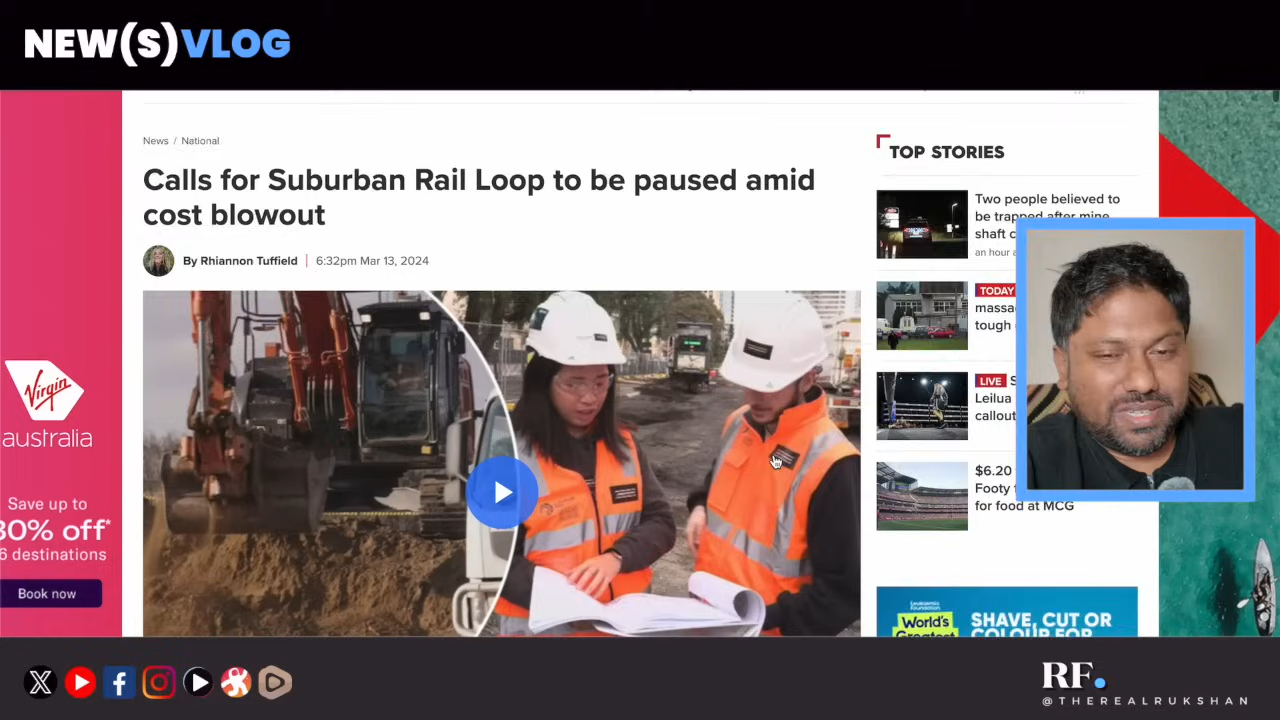 NEW(S)VLOG
News / National
Calls for Suburban Rail Loop to be paused amid
cost blowout
By Rhiannon Tuffield | 6:32pm Mar 13, 2024
TOP STORIES
Two people believed to
be trapped after mine
shaft
an hour
TODAY
tough
LIVE
Leilua
$6.20
Footy
for food at MCG
Virgin
australia
Save up to
30% off*
destinations
Book now
Leukaemia
Foundation
World's
Greatest
SHAVE, CUT OR
COLOUR FOR
RF.
@THEREALRUKSHAN